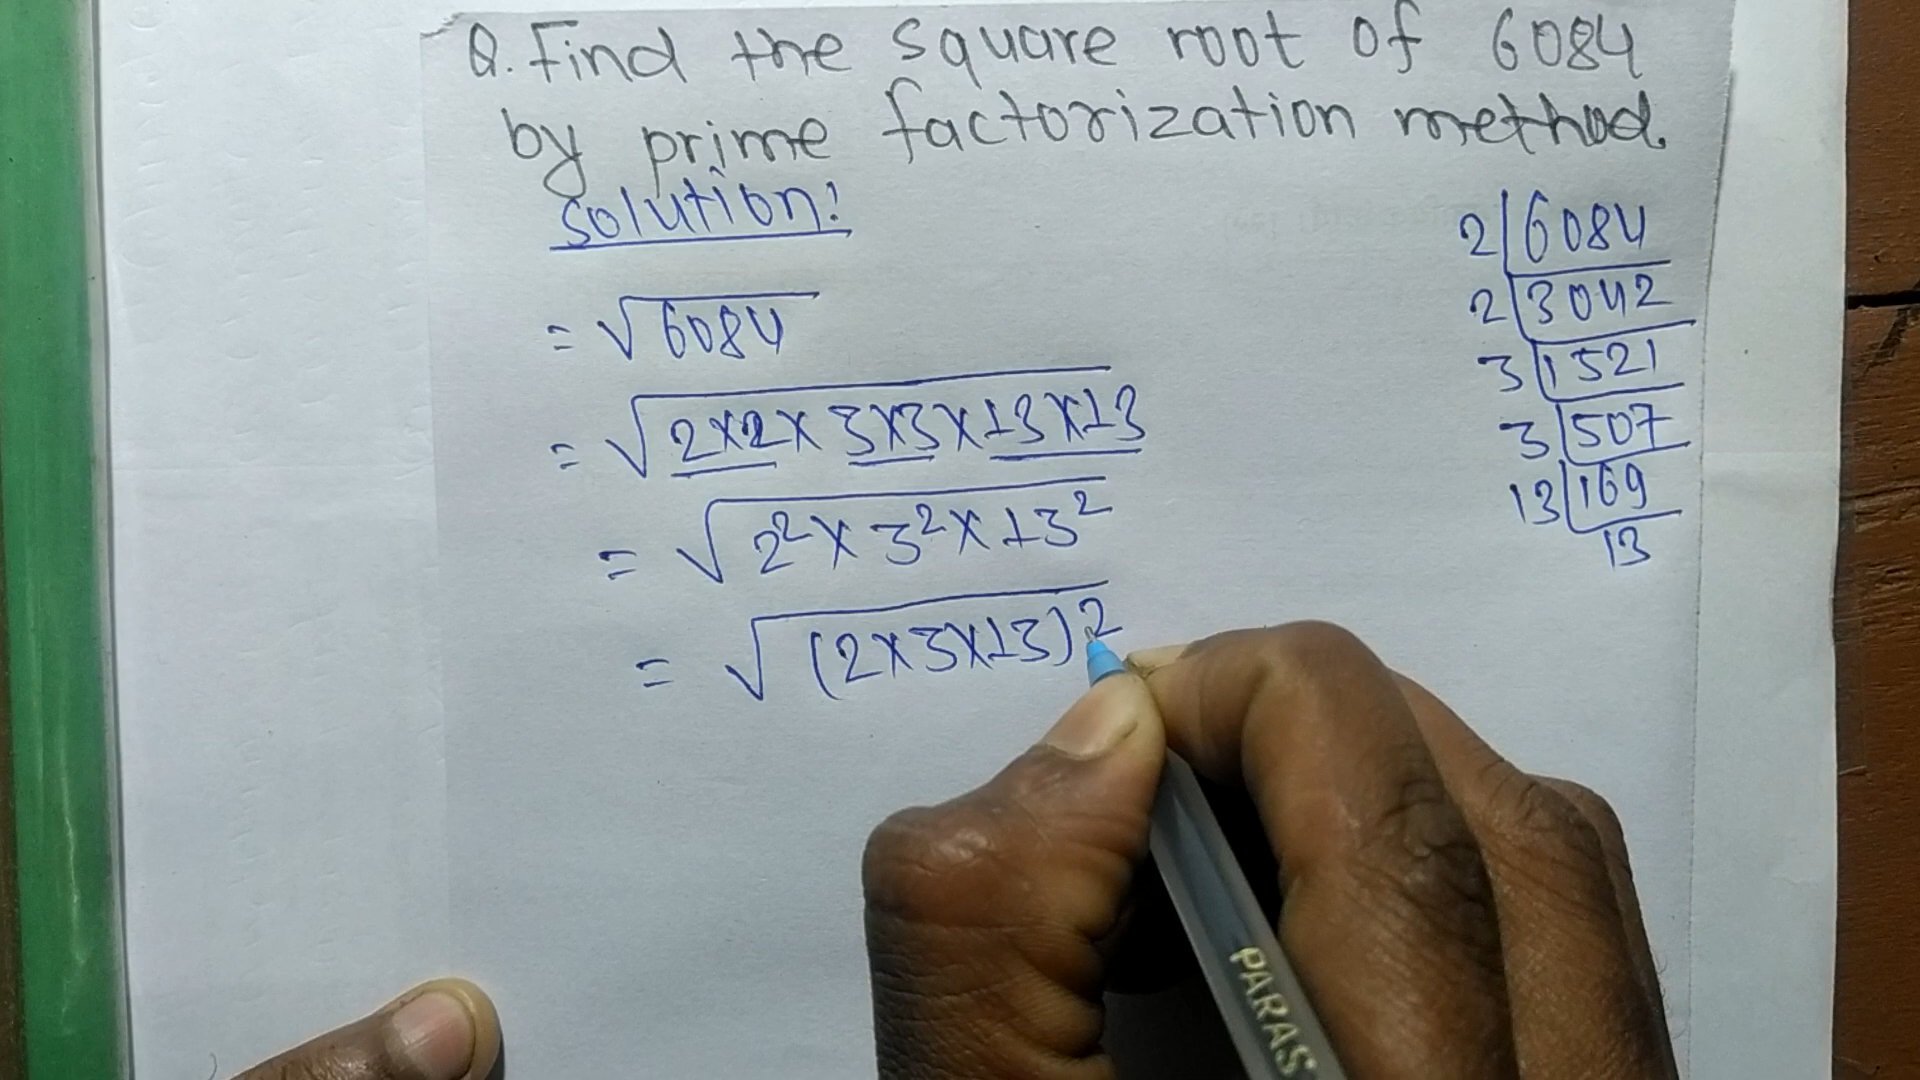 Q. Find the square root of 6084
by prime factorization method.
solution:
= √6084
= √2×2×3×3×13×13
= √2²×3²×13²
= √(2×3×13)²
2|6084
2|3042
3|1521
3|507
13|169
13
PARAS